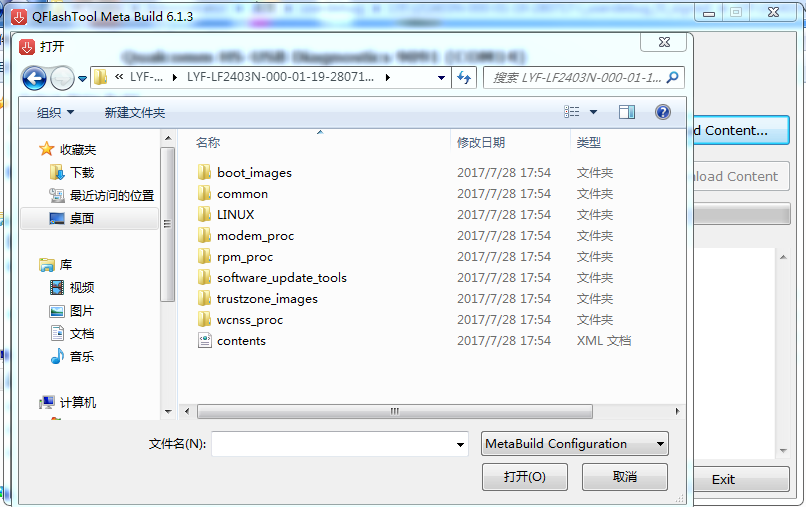 QFlashTool Meta Build 6.1.3
打开
Qualcomm HS-USB Diagnostics 9091 [COM14]
« LYF-... LYF-LF2403N-000-01-19-28071...
搜索 LYF-LF2403N-000-01-1...
组织 新建文件夹
d Content...
load Content
Exit
收藏夹
下载
最近访问的位置
桌面
库
视频
图片
文档
音乐
计算机
名称 修改日期 类型
boot_images 2017/7/28 17:54 文件夹
common 2017/7/28 17:54 文件夹
LINUX 2017/7/28 17:54 文件夹
modem_proc 2017/7/28 17:54 文件夹
rpm_proc 2017/7/28 17:54 文件夹
software_update_tools 2017/7/28 17:54 文件夹
trustzone_images 2017/7/28 17:54 文件夹
wcnss_proc 2017/7/28 17:54 文件夹
contents 2017/7/28 17:54 XML 文档
文件名(N):
MetaBuild Configuration
打开(O) 取消